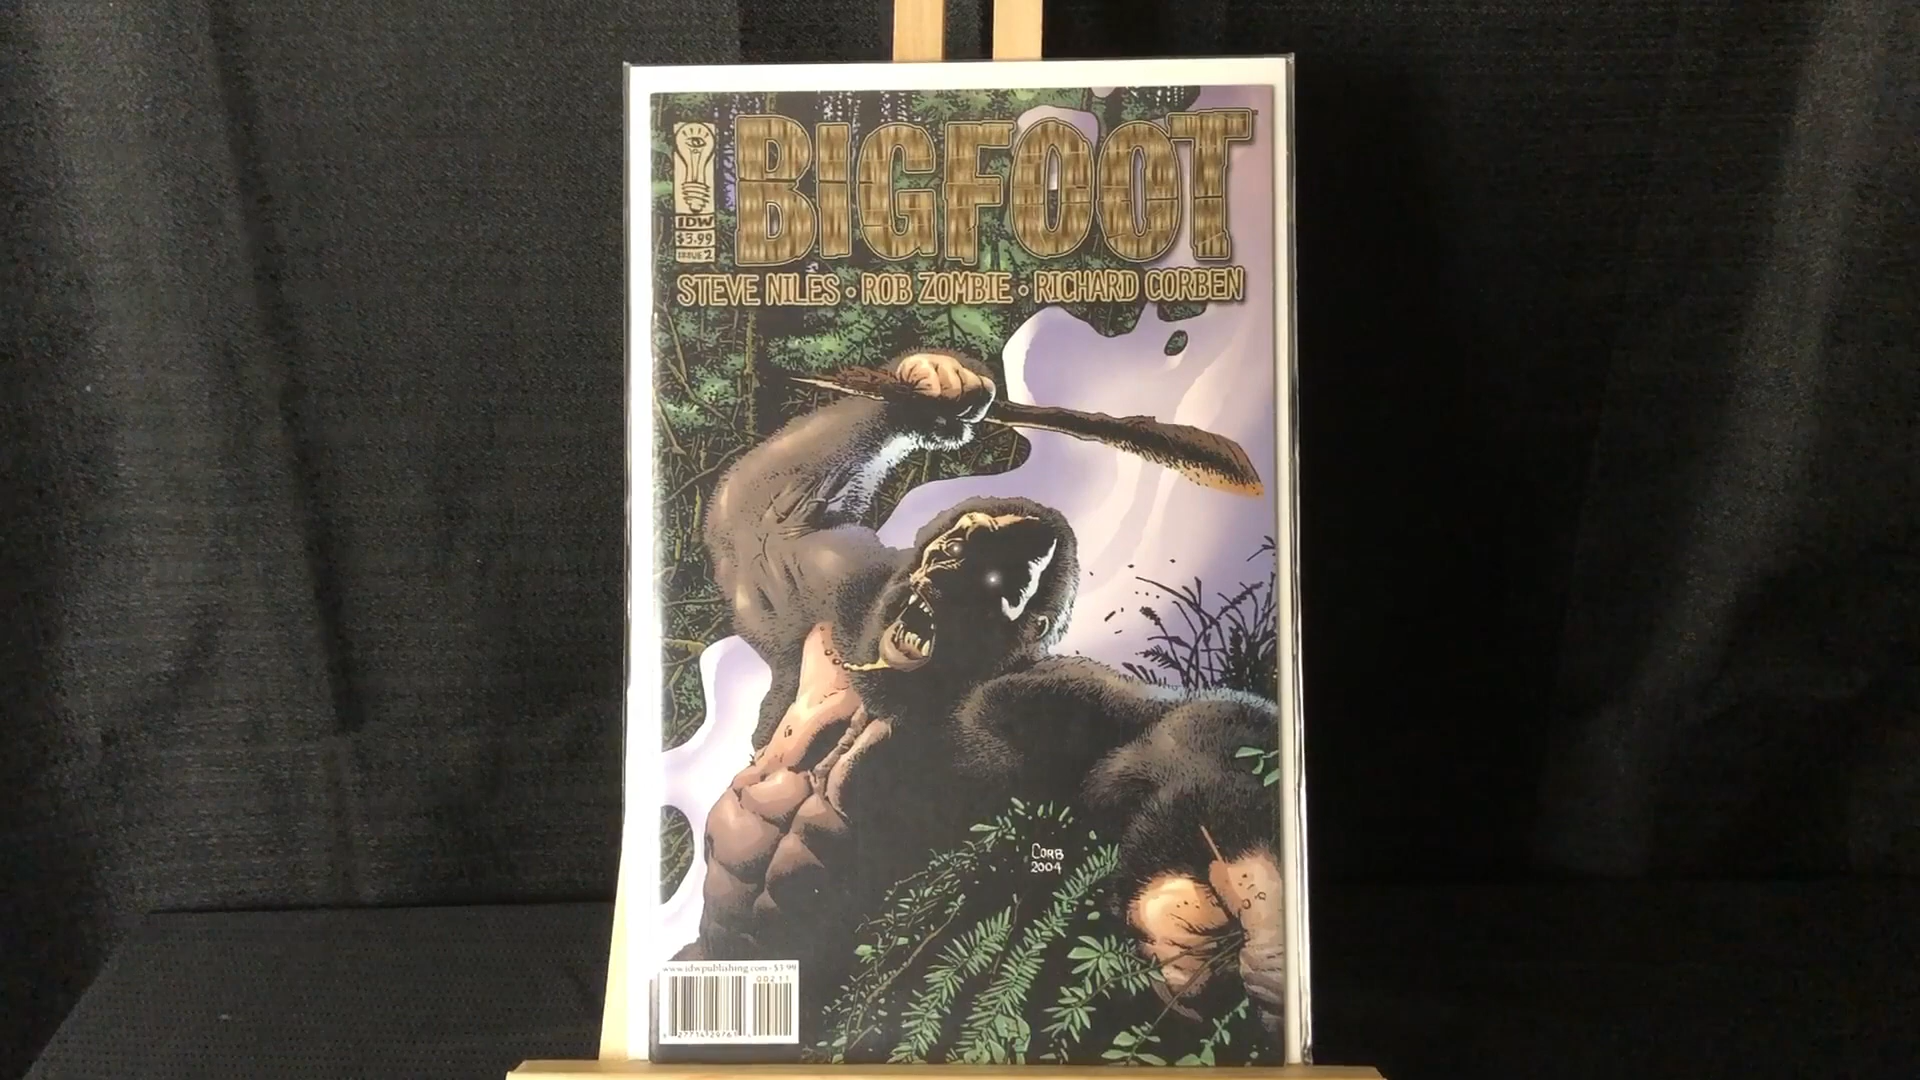 BIGFOOT
IDW
$3.99
ISSUE 2
STEVE NILES • ROB ZOMBIE • RICHARD CORBEN
CORB
2004
www.idwpublishing.com • $3.99
00211